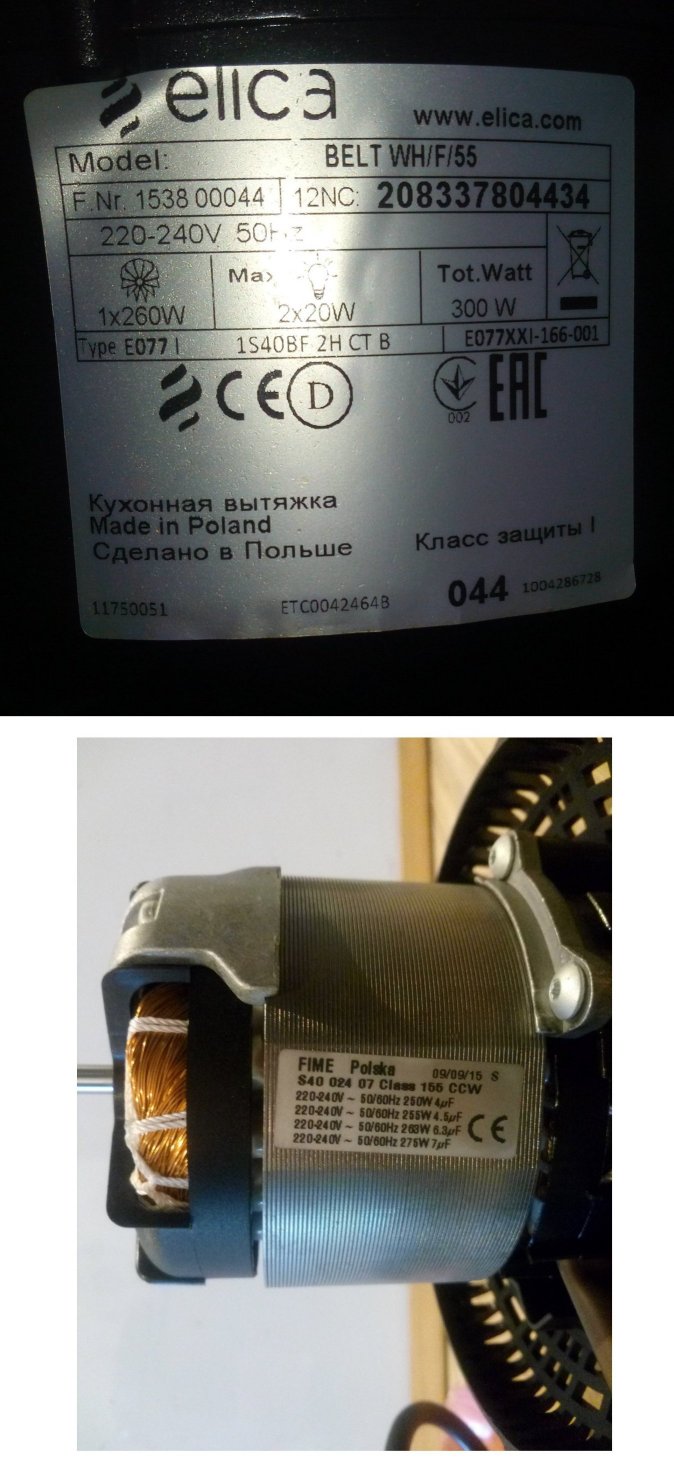 elica
www.elica.com
Model: BELT WH/F/55
F.Nr. 1538 00044 12NC: 208337804434
220-240V 50Hz
Max Tot.Watt
1x260W 2x20W 300 W
Type E077 I 1S40BF 2H CT B E077XXI-166-001
CE D 002 EAC
Кухонная вытяжка
Made in Poland
Сделано в Польше Класс защиты I
11750051 ETC0042464B 044 1004286728
FIME Polska 09/09/15 S
S40 024 07 Class 155 CCW
220-240V ~ 50/60Hz 250W 4µF
220-240V ~ 50/60Hz 255W 4.5µF
220-240V ~ 50/60Hz 263W 6.3µF
220-240V ~ 50/60Hz 275W 7µF
CE